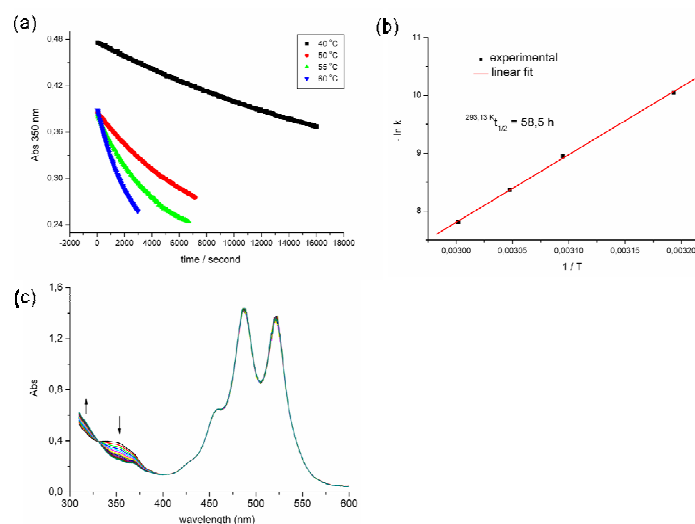 (a)
0.48
0.42
0.36
0.30
0.24
Abs 350 nm
-2000 0 2000 4000 6000 8000 10000 12000 14000 16000 18000
time / second
40 °C
50 °C
55 °C
60 °C
(b)
11
10
9
8
- ln k
experimental
linear fit
293,13 K t1/2 = 58,5 h
0,00300 0,00305 0,00310 0,00315 0,00320
1 / T
(c)
1,6
1,2
0,8
0,4
0,0
Abs
300 350 400 450 500 550 600
wavelength (nm)